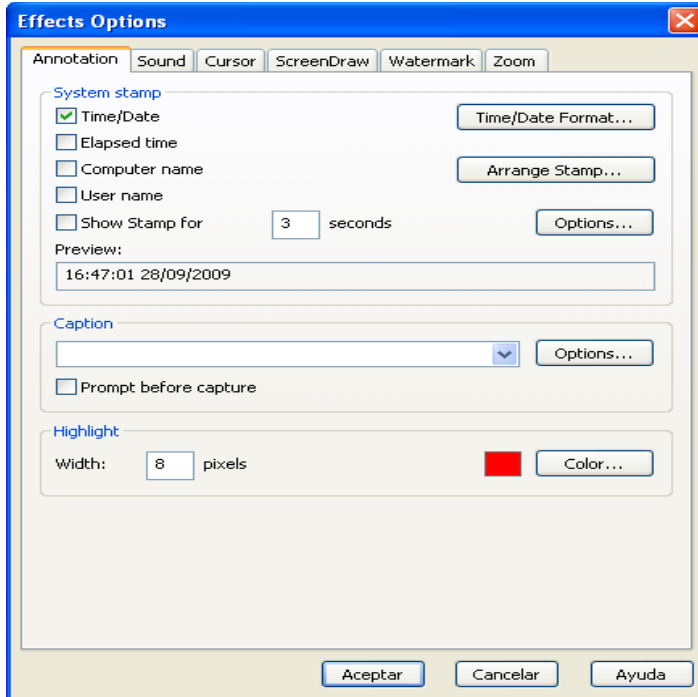 Effects Options
Annotation Sound Cursor ScreenDraw Watermark Zoom
System stamp
Time/Date Time/Date Format...
Elapsed time
Computer name Arrange Stamp...
User name
Show Stamp for 3 seconds Options...
Preview:
16:47:01 28/09/2009
Caption
Options...
Prompt before capture
Highlight
Width: 8 pixels Color...
Aceptar Cancelar Ayuda